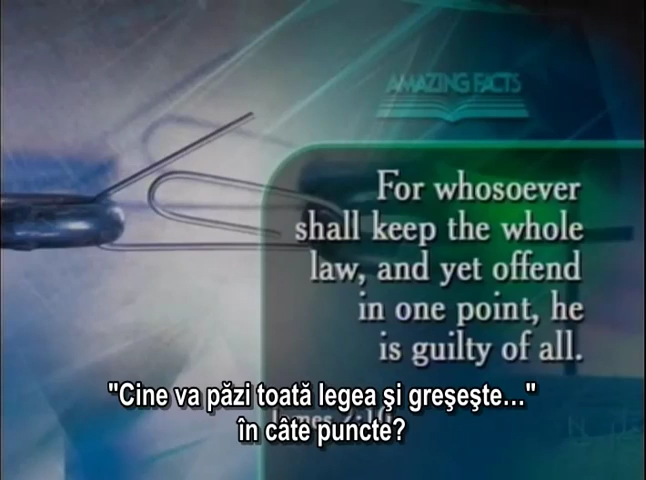 AMAZING FACTS
For whosoever
shall keep the whole
law, and yet offend
in one point, he
is guilty of all.
"Cine va păzi toată legea şi greşeşte..."
în câte puncte?